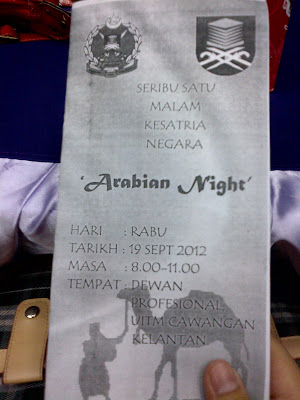 SERIBU SATU
MALAM
KESATRIA
NEGARA
'Arabian Night'
HARI : RABU
TARIKH : 19 SEPT 2012
MASA : 8.00-11.00
TEMPAT : DEWAN
PROFESIONAL,
UITM CAWANGAN
KELANTAN